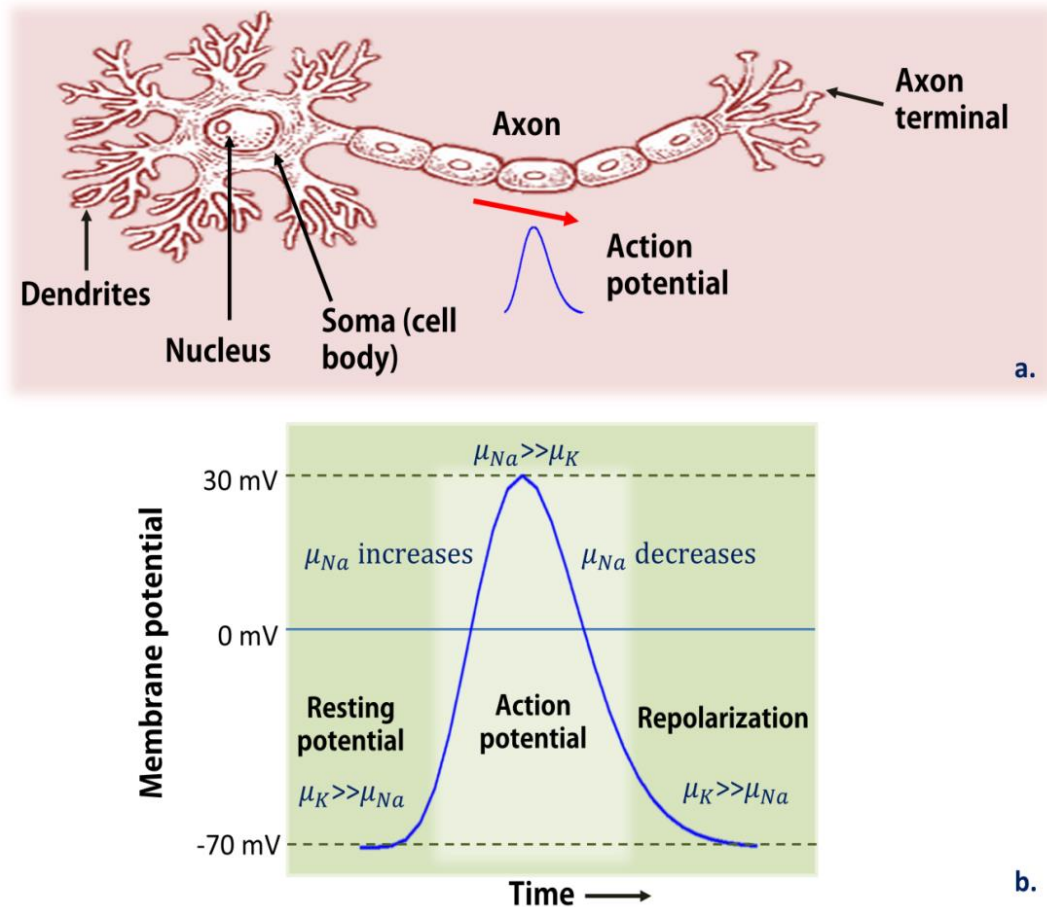 Axon
Axon
terminal
Action
potential
Dendrites
Nucleus
Soma (cell
body)
a.
Membrane potential
30 mV
0 mV
-70 mV
μNa>>μK
μNa increases
μNa decreases
Resting
potential
Action
potential
Repolarization
μK>>μNa
μK>>μNa
Time
b.